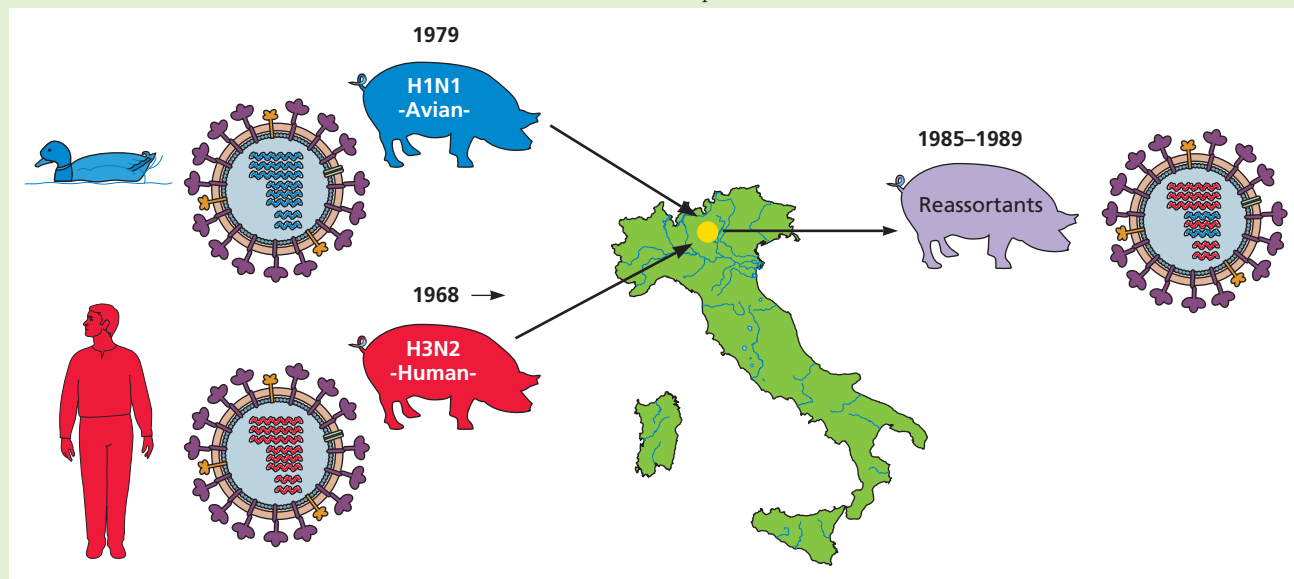 1979
H1N1
-Avian-
1985–1989
Reassortants
1968
H3N2
-Human-